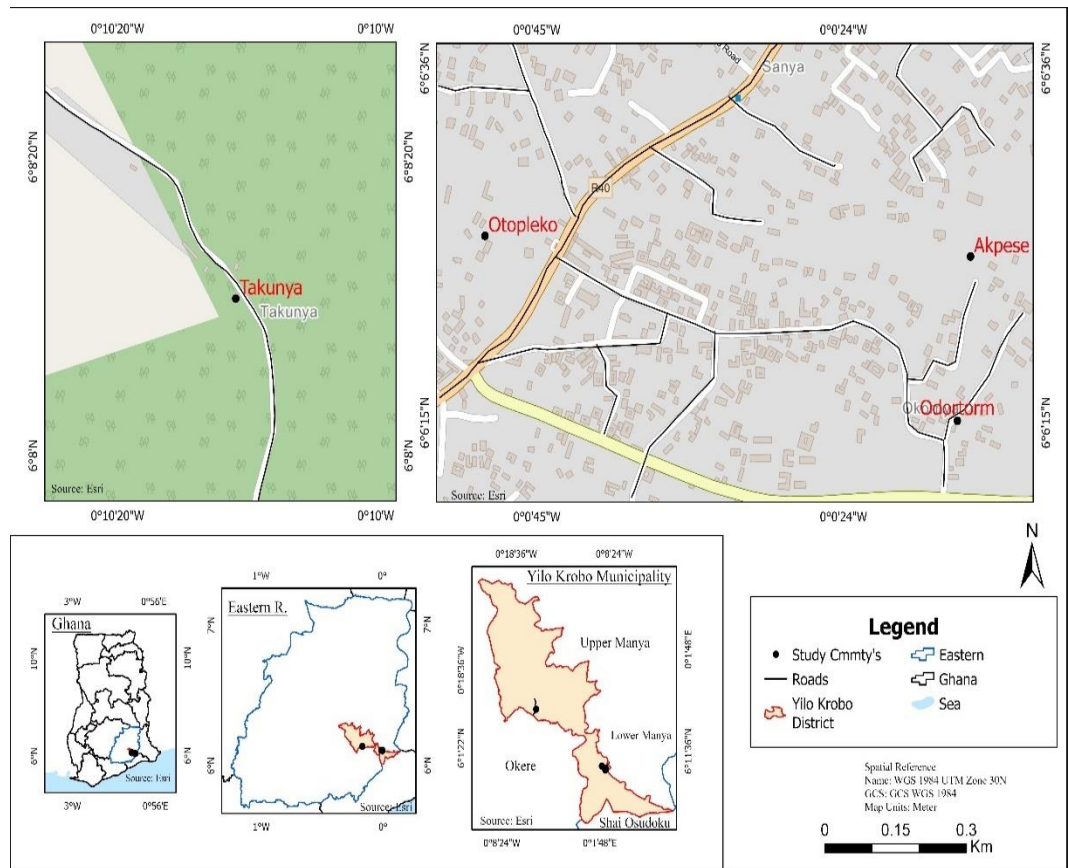 0°10'20"W
0°10'W
0°0'45"W
0°0'24"W
6°8'20"N
6°8'N
Takunya
Takunya
Source: Esri
6°8'20"N
6°8'N
0°10'20"W
0°10'W
6°6'36"N
6°6'15"N
Road
Sanya
R40
Otopleko
Akpese
Odortorm
Source: Esri
6°6'36"N
6°6'15"N
0°0'45"W
0°0'24"W
N
3°W
0°56'E
Ghana
10°N
6°N
10°N
6°N
Source: Esri
3°W
0°56'E
1°W
0°
Eastern R.
7°N
6°N
7°N
6°N
Source: Esri
1°W
0°
0°18'36"W
0°8'24"W
Yilo Krobo Municipality
Upper Manya
0°18'36"W
0°1'48"E
Lower Manya
6°1'22"W
Okere
6°11'36"N
Source: Esri
Shai Osudoku
0°8'24"W
0°1'48"E
Legend
Study Cmmty's
Roads
Yilo Krobo
District
Eastern
Ghana
Sea
Spatial Reference
Name: WGS 1984 UTM Zone 30N
GCS: GCS WGS 1984
Map Units: Meter
0 0.15 0.3
Km